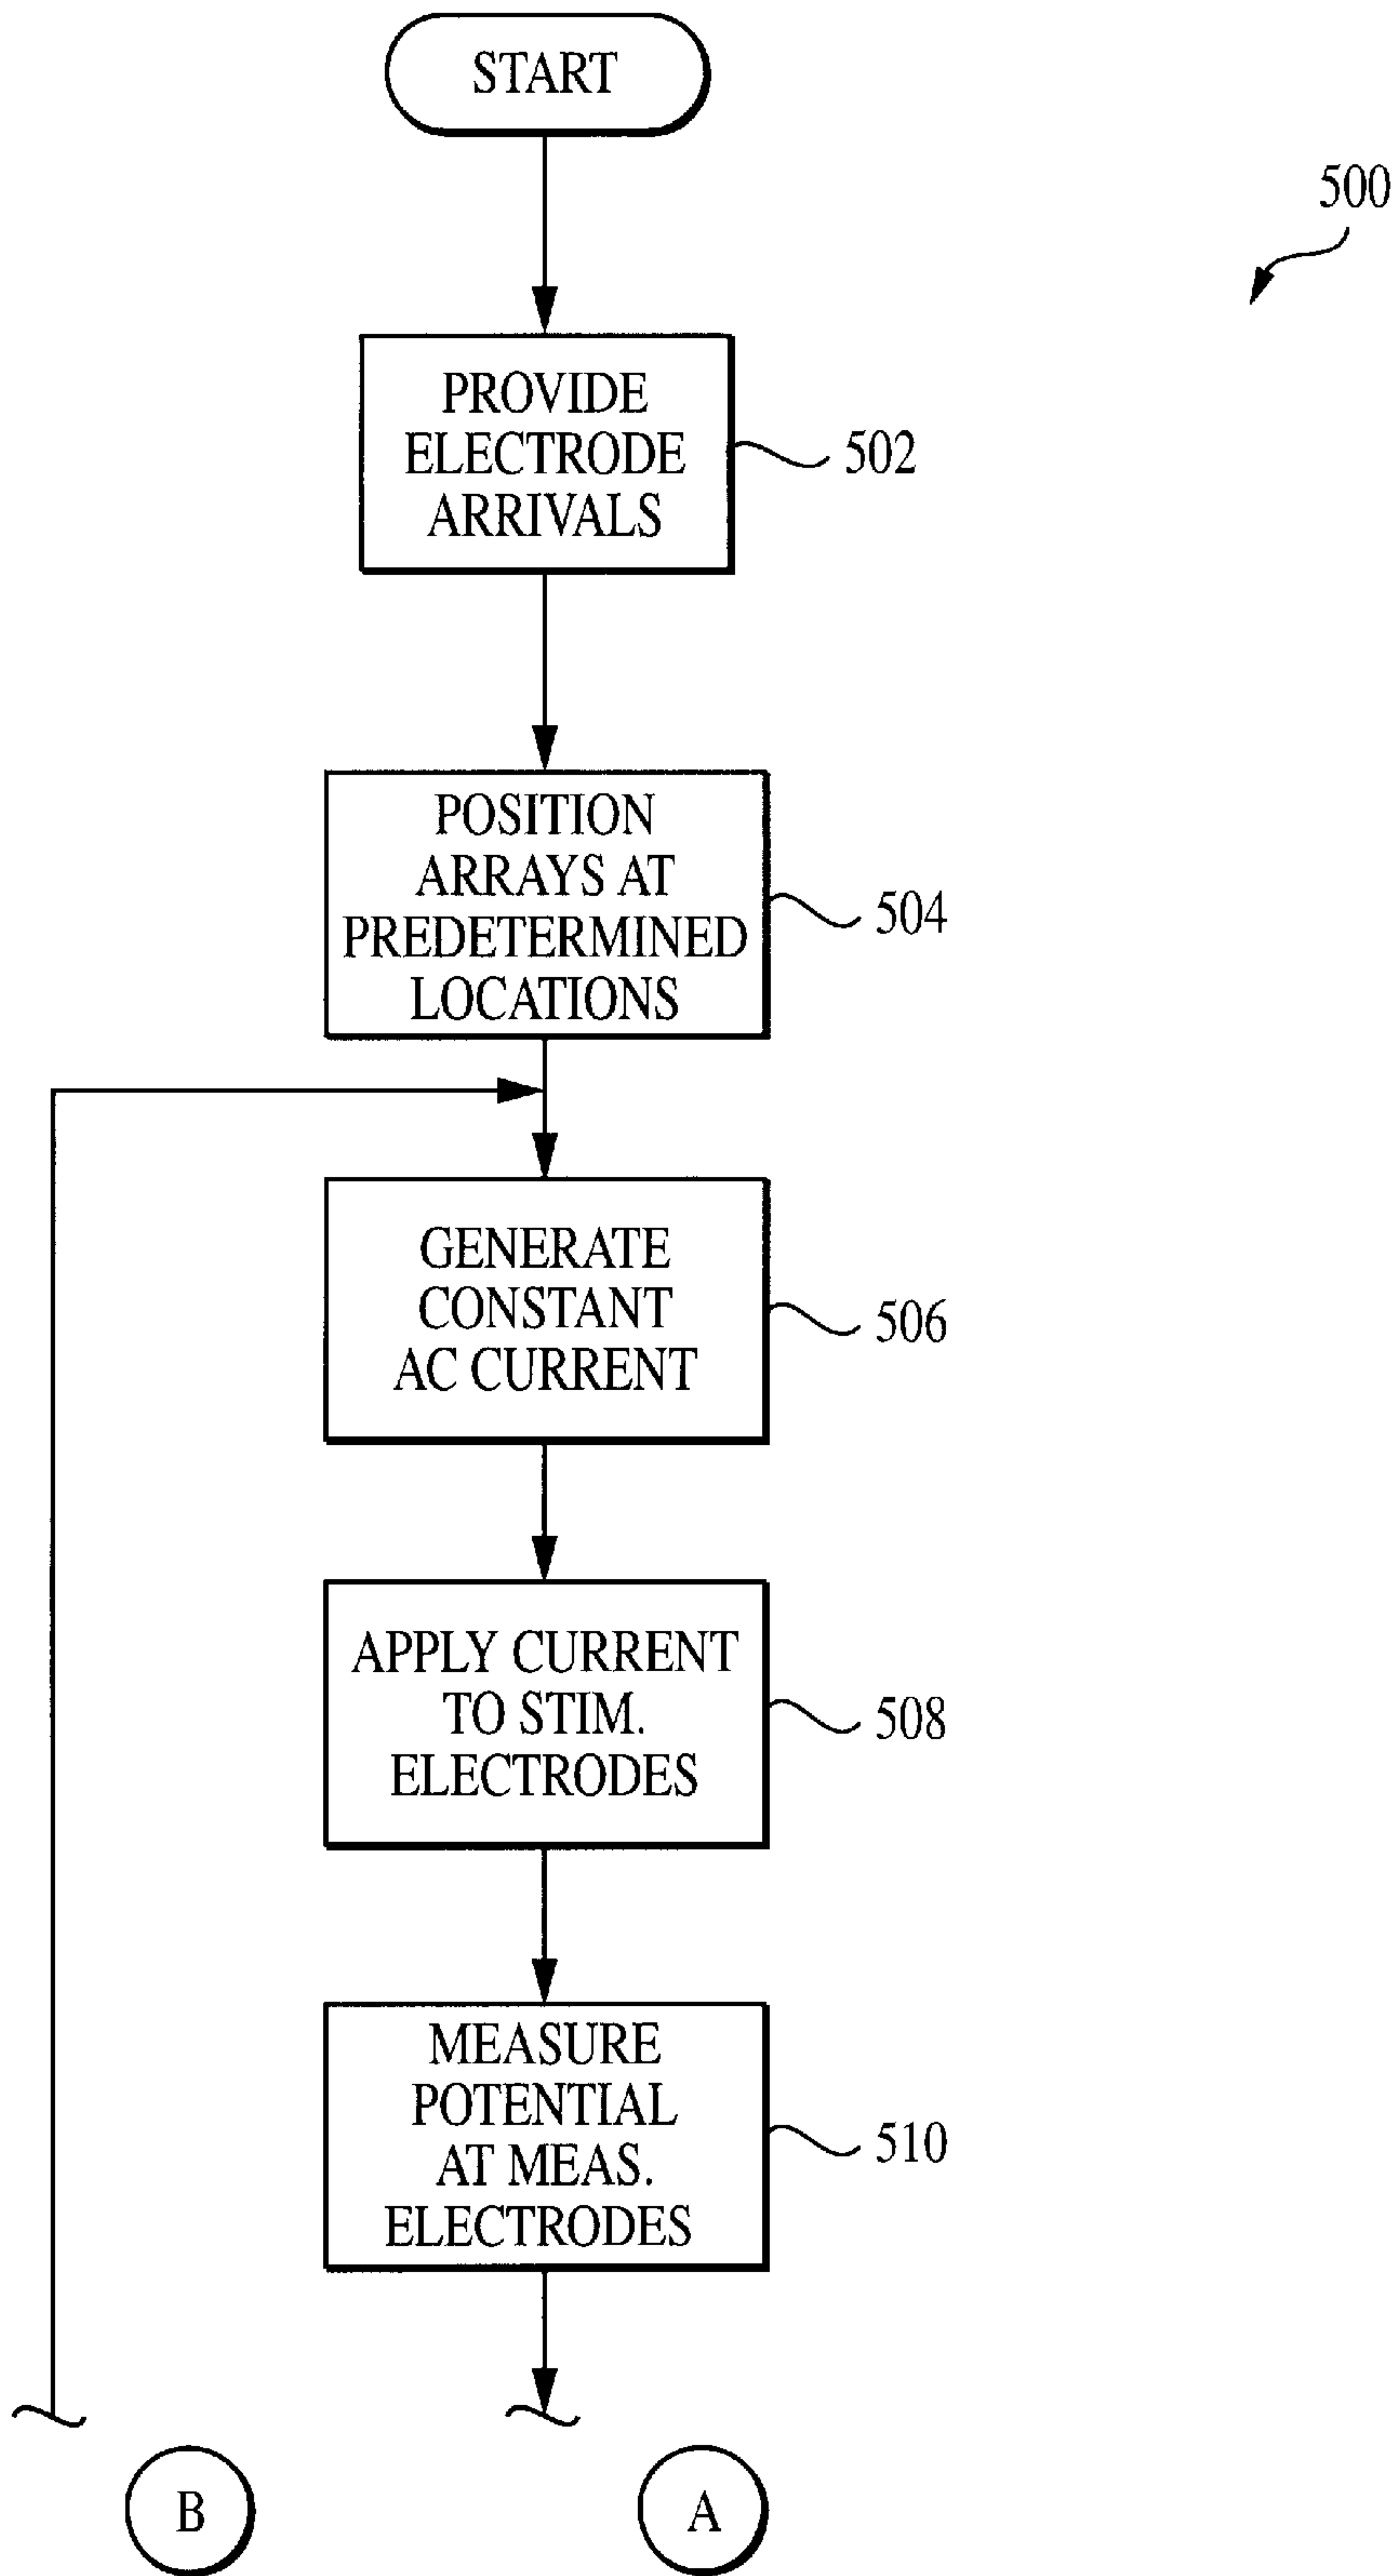 START
500
PROVIDE
ELECTRODE
ARRIVALS
502
POSITION
ARRAYS AT
PREDETERMINED
LOCATIONS
504
GENERATE
CONSTANT
AC CURRENT
506
APPLY CURRENT
TO STIM.
ELECTRODES
508
MEASURE
POTENTIAL
AT MEAS.
ELECTRODES
510
B
A